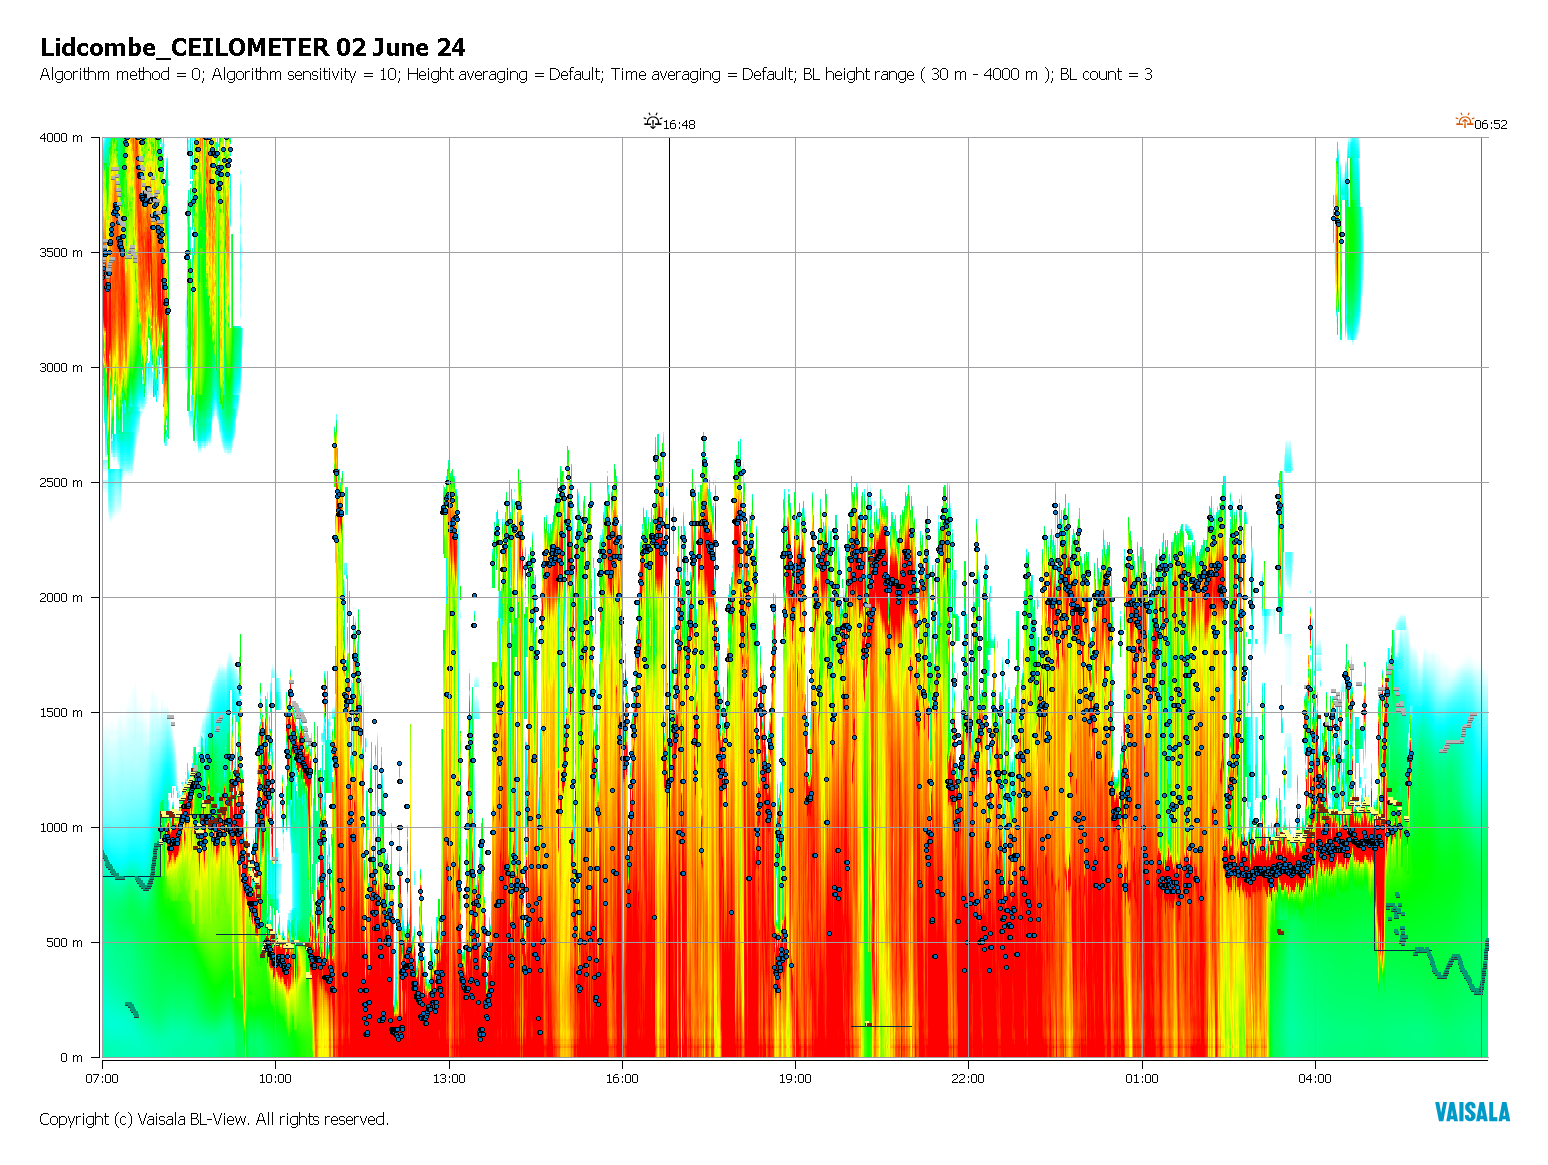 Lidcombe_CEILOMETER 02 June 24
Algorithm method = 0; Algorithm sensitivity = 10; Height averaging = Default; Time averaging = Default; BL height range ( 30 m - 4000 m ); BL count = 3
16:48
06:52
4000 m
3500 m
3000 m
2500 m
2000 m
1500 m
1000 m
500 m
0 m
07:00
10:00
13:00
16:00
19:00
22:00
01:00
04:00
Copyright (c) Vaisala BL-View. All rights reserved.
VAISALA